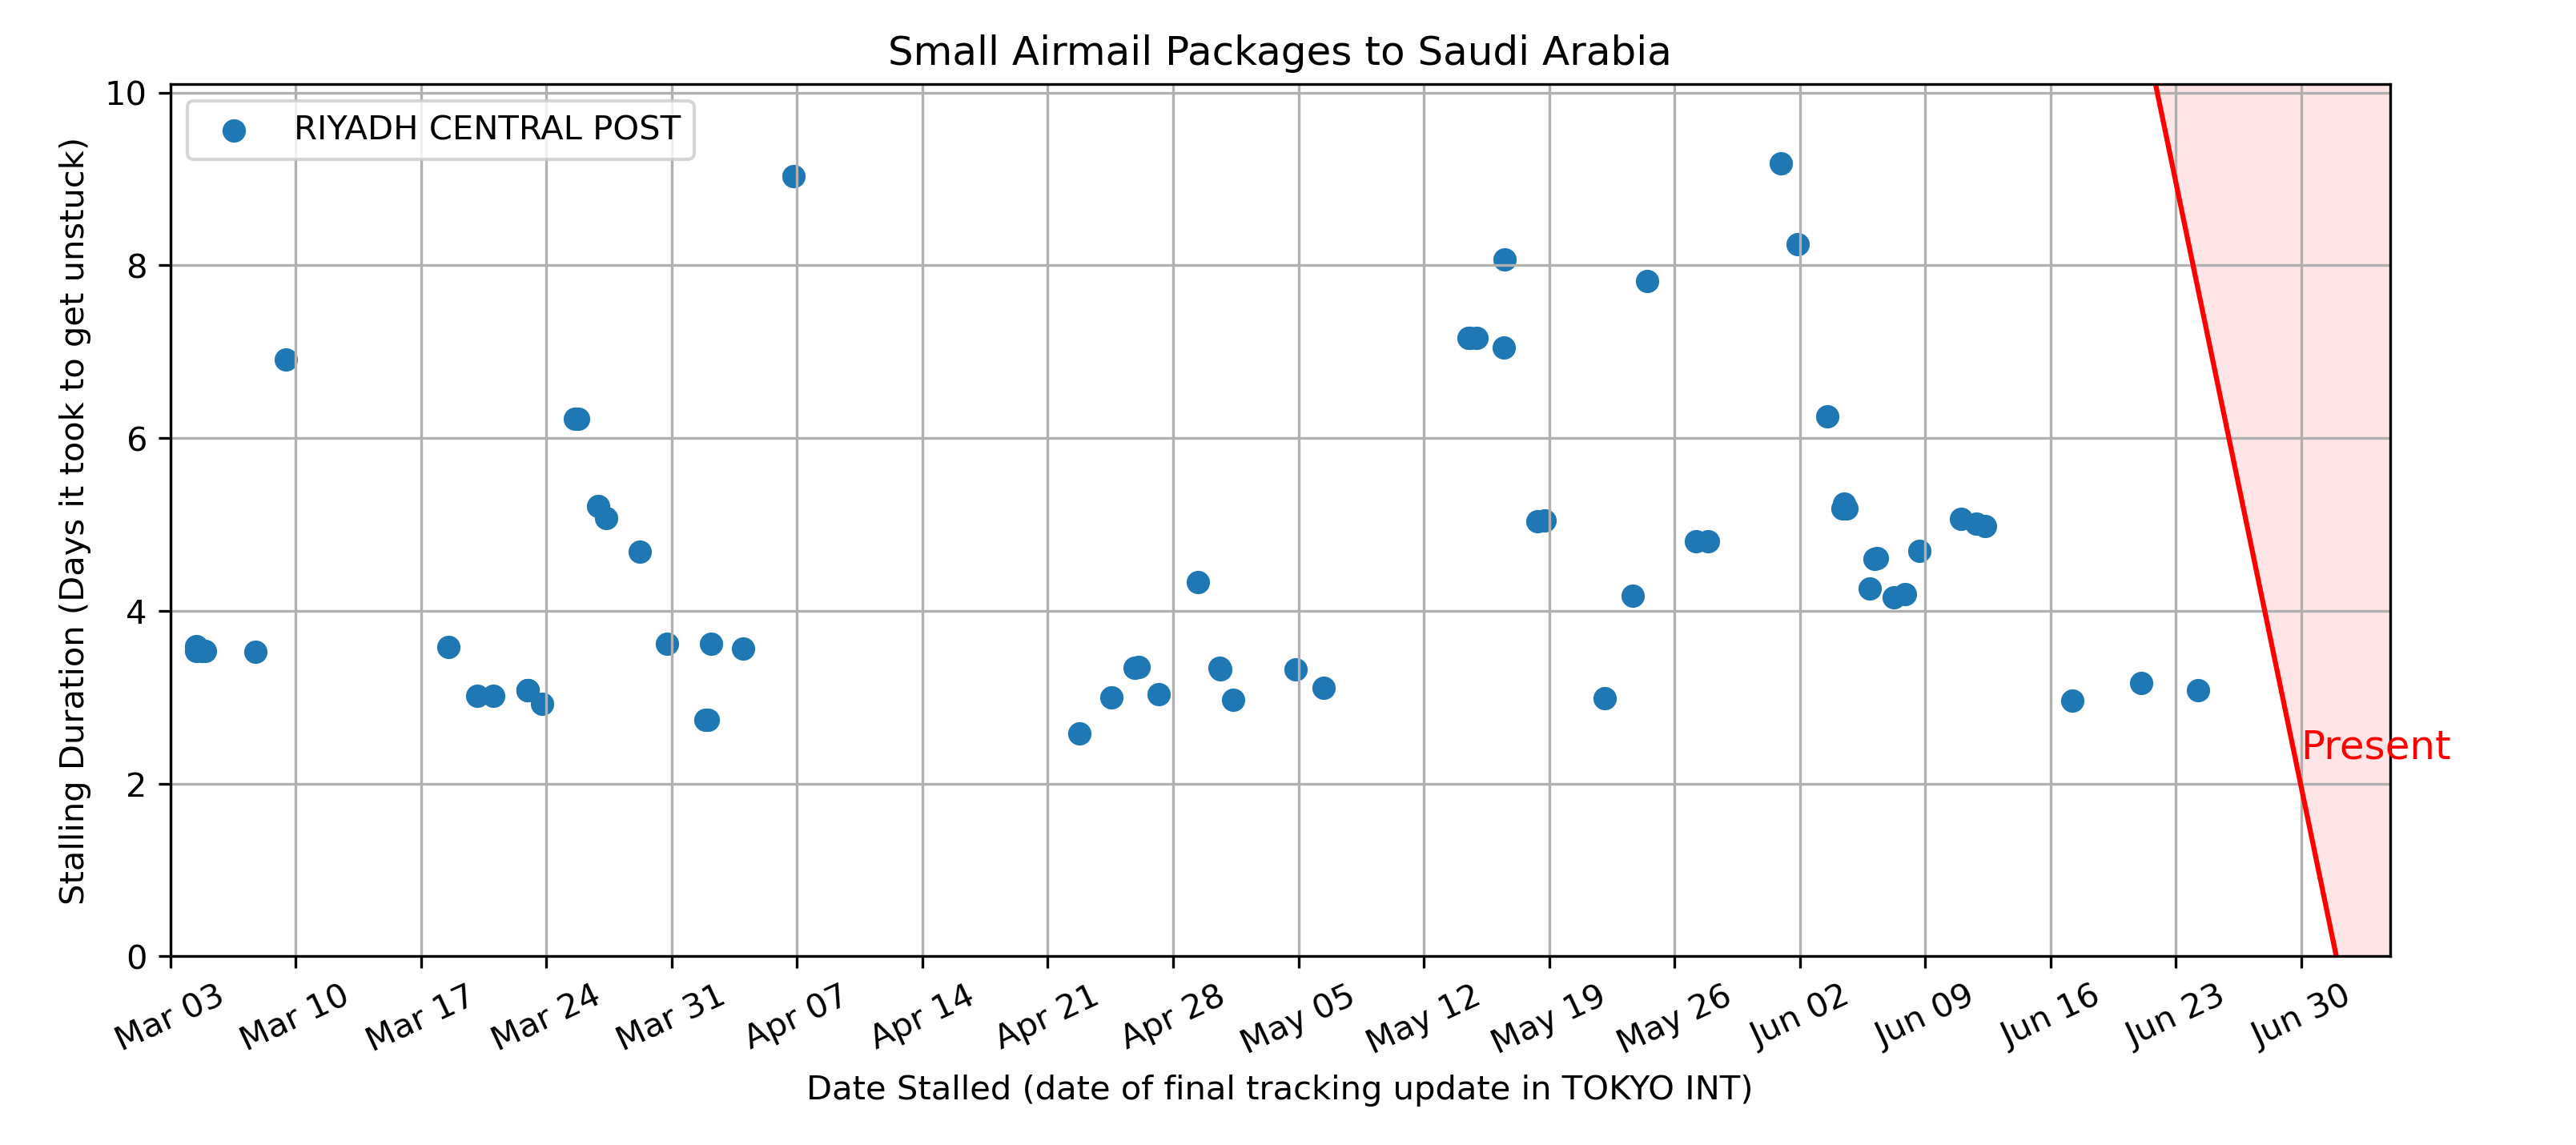 Small Airmail Packages to Saudi Arabia
RIYADH CENTRAL POST
Stalling Duration (Days it took to get unstuck)
10
8
6
4
2
0
Present
Mar 03
Mar 10
Mar 17
Mar 24
Mar 31
Apr 07
Apr 14
Apr 21
Apr 28
May 05
May 12
May 19
May 26
Jun 02
Jun 09
Jun 16
Jun 23
Jun 30
Date Stalled (date of final tracking update in TOKYO INT)